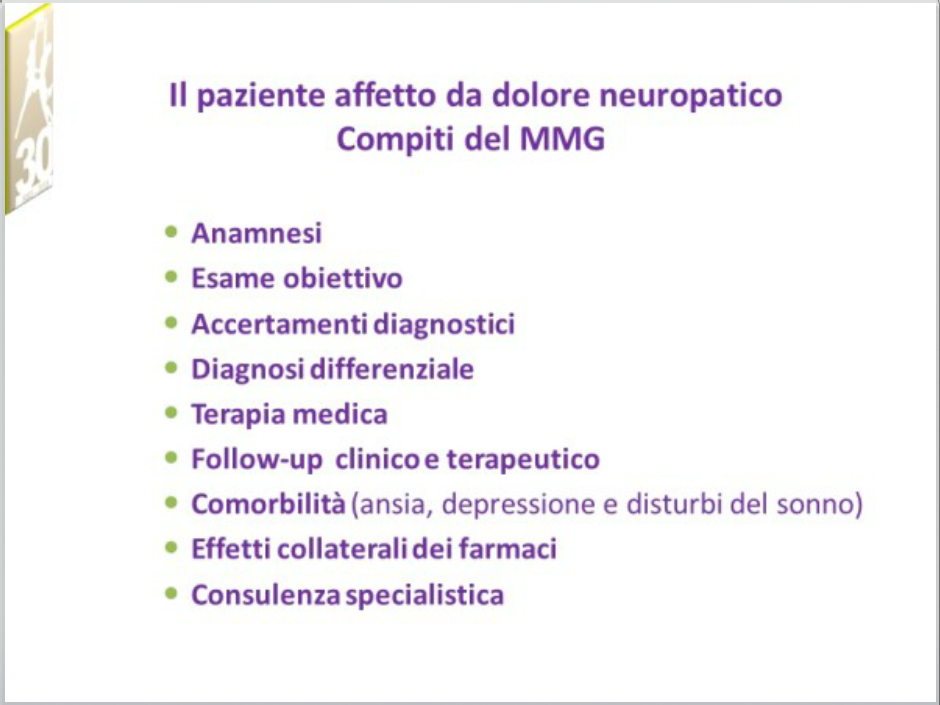 30
Il paziente affetto da dolore neuropatico
Compiti del MMG
• Anamnesi
• Esame obiettivo
• Accertamenti diagnostici
• Diagnosi differenziale
• Terapia medica
• Follow-up clinico e terapeutico
• Comorbilità (ansia, depressione e disturbi del sonno)
• Effetti collaterali dei farmaci
• Consulenza specialistica